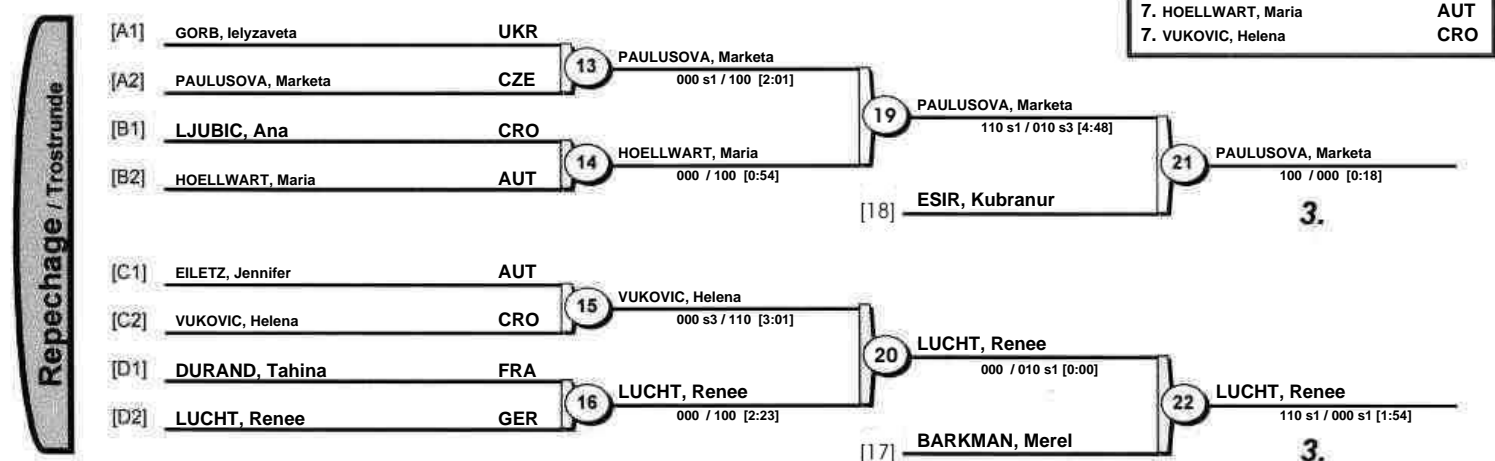 7. HOELLWART, Maria AUT
7. VUKOVIC, Helena CRO
Repechage / Trostrunde
[A1] GORB, Ielyzaveta UKR
13 PAULUSOVA, Marketa
000 s1 / 100 [2:01]
[A2] PAULUSOVA, Marketa CZE
19 PAULUSOVA, Marketa
110 s1 / 010 s3 [4:48]
[B1] LJUBIC, Ana CRO
14 HOELLWART, Maria
000 / 100 [0:54]
[B2] HOELLWART, Maria AUT
21 PAULUSOVA, Marketa
100 / 000 [0:18]
[18] ESIR, Kubranur
3.
[C1] EILETZ, Jennifer AUT
15 VUKOVIC, Helena
000 s3 / 110 [3:01]
[C2] VUKOVIC, Helena CRO
20 LUCHT, Renee
000 / 010 s1 [0:00]
[D1] DURAND, Tahina FRA
16 LUCHT, Renee
000 / 100 [2:23]
[D2] LUCHT, Renee GER
22 LUCHT, Renee
110 s1 / 000 s1 [1:54]
[17] BARKMAN, Merel
3.